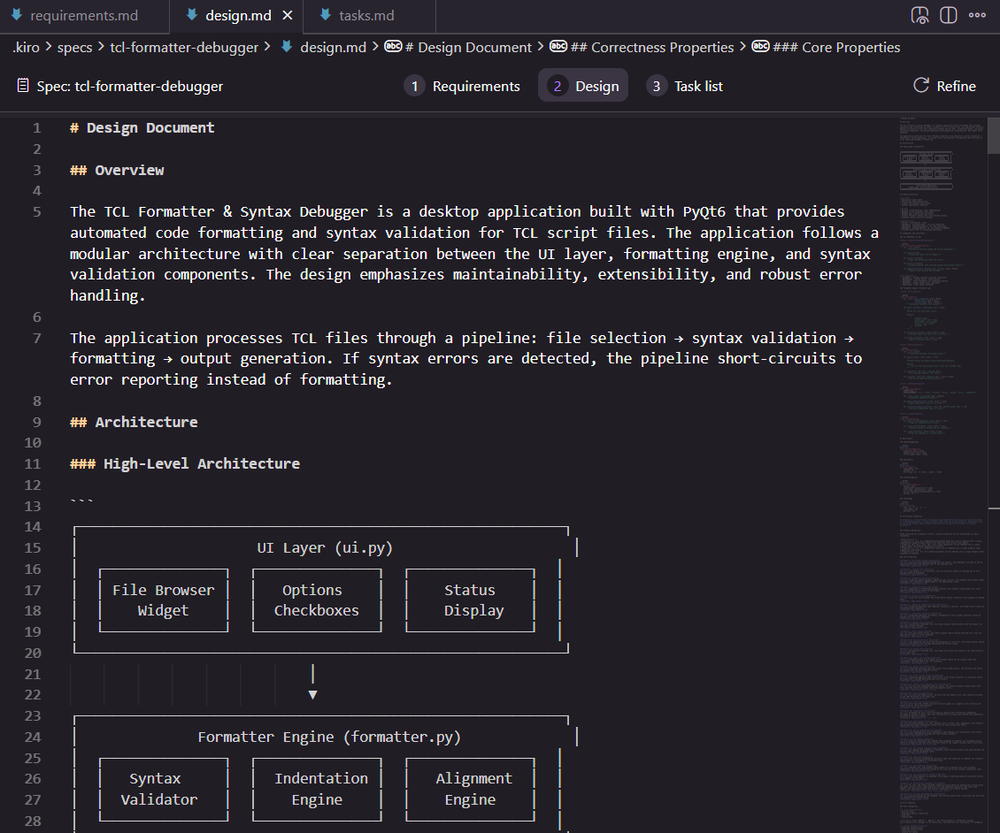 requirements.md design.md tasks.md
.kiro > specs > tcl-formatter-debugger > design.md > # Design Document > ## Correctness Properties > ### Core Properties
Spec: tcl-formatter-debugger 1 Requirements 2 Design 3 Task list Refine
1 # Design Document
2
3 ## Overview
4
5 The TCL Formatter & Syntax Debugger is a desktop application built with PyQt6 that provides
automated code formatting and syntax validation for TCL script files. The application follows a
modular architecture with clear separation between the UI layer, formatting engine, and syntax
validation components. The design emphasizes maintainability, extensibility, and robust error
handling.
6
7 The application processes TCL files through a pipeline: file selection → syntax validation →
formatting → output generation. If syntax errors are detected, the pipeline short-circuits to
error reporting instead of formatting.
8
9 ## Architecture
10
11 ### High-Level Architecture
12
13 ```
14
15 UI Layer (ui.py)
16
17 File Browser Options Status
18 Widget Checkboxes Display
19
20
21
22 ▼
23
24 Formatter Engine (formatter.py)
25
26 Syntax Indentation Alignment
27 Validator Engine Engine
28